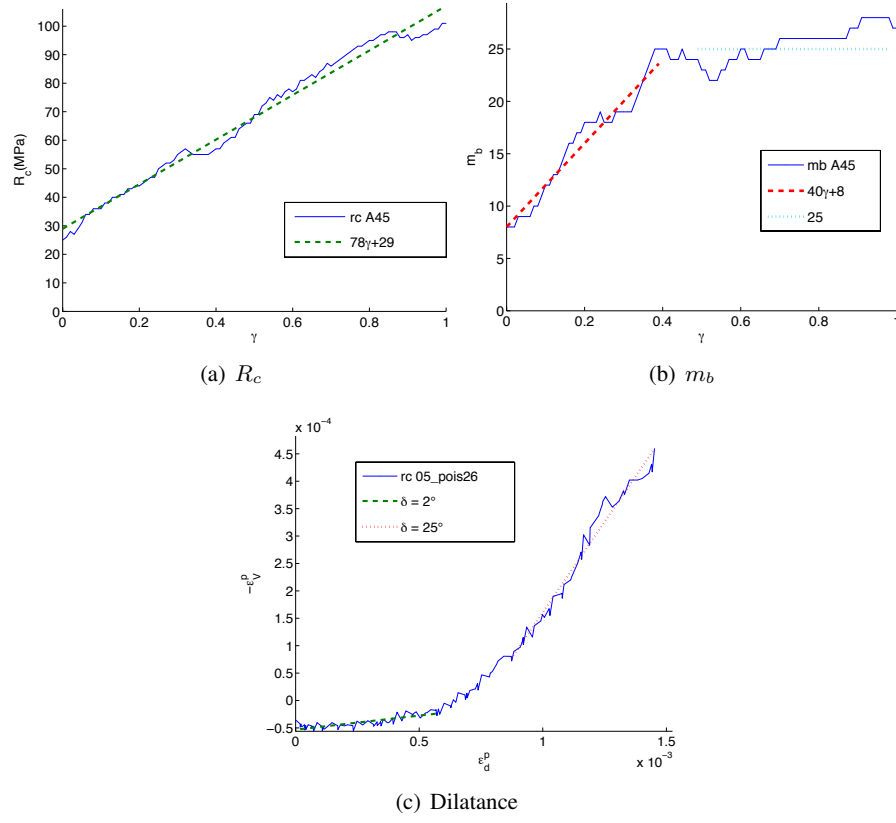 100
90
80
70
60
50
40
30
20
10
0
R_c(MPa)
rc A45
78γ+29
0 0.2 0.4 0.6 0.8 1
γ
(a) R_c
25
20
15
10
5
0
m_b
mb A45
40γ+8
25
0 0.2 0.4 0.6 0.8 1
γ
(b) m_b
x 10⁻⁴
4.5
4
3.5
3
2.5
2
1.5
1
0.5
0
−0.5
−ε_V^p
rc 05_pois26
δ = 2°
δ = 25°
0 0.5 1 1.5
ε_d^p
x 10⁻³
(c) Dilatance